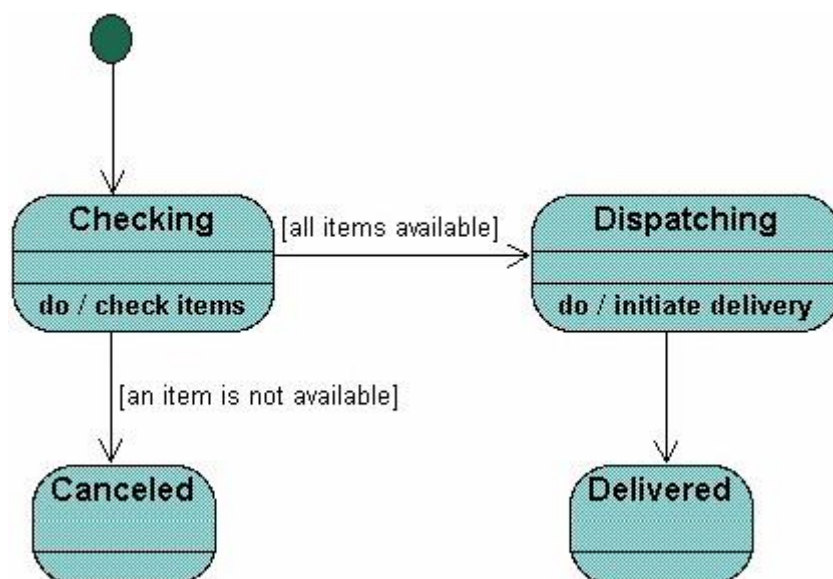 Checking
[all items available]
Dispatching
do / check items
do / initiate delivery
[an item is not available]
Canceled
Delivered